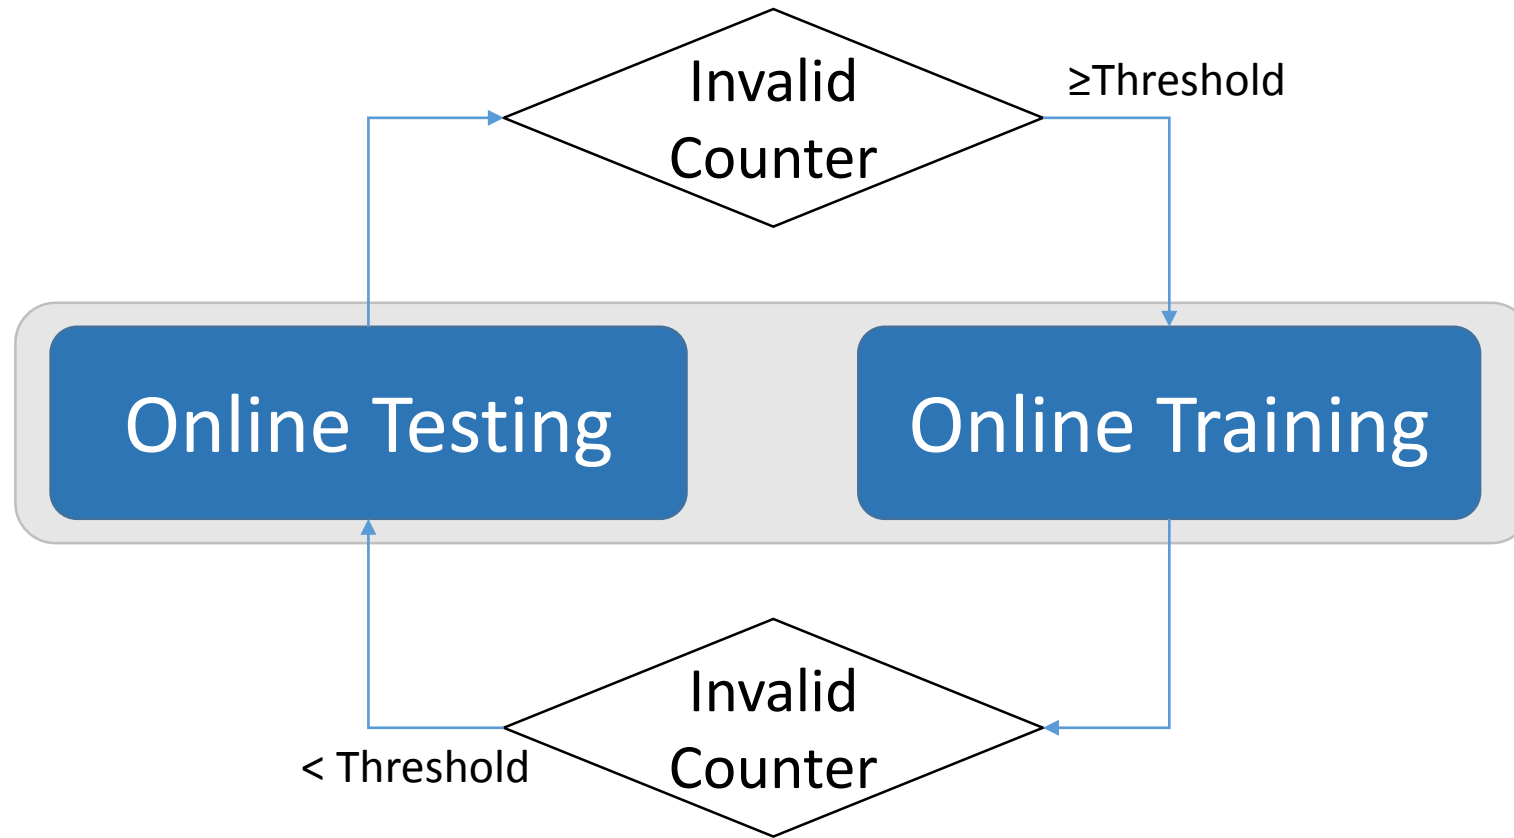 Invalid
Counter
≥Threshold
Online Testing
Online Training
Invalid
Counter
< Threshold